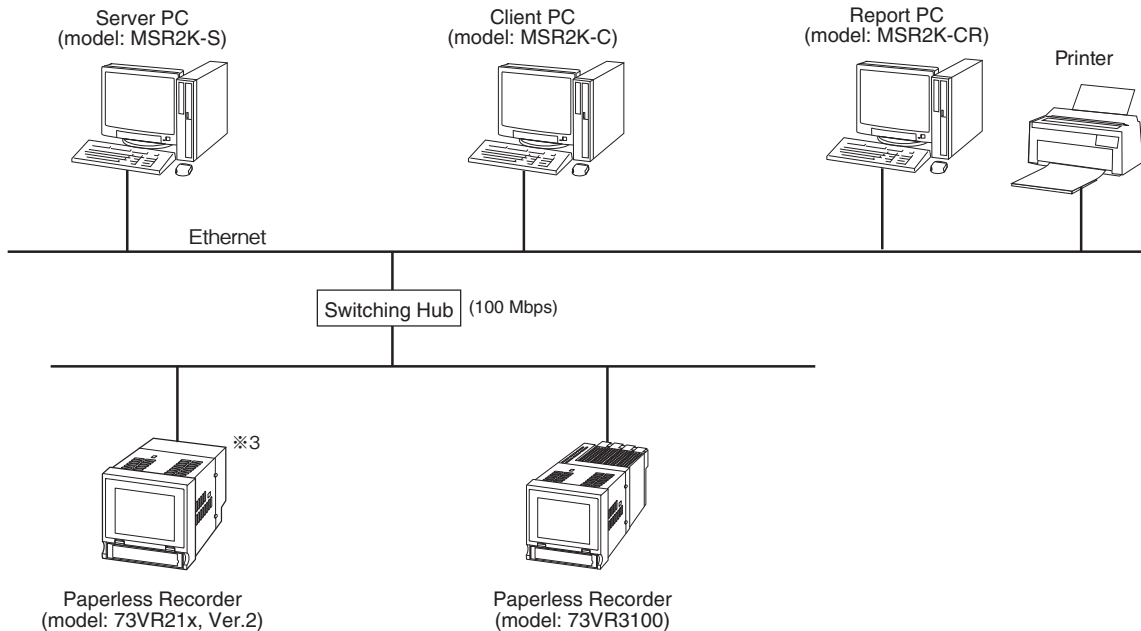 Server PC
(model: MSR2K-S)
Client PC
(model: MSR2K-C)
Report PC
(model: MSR2K-CR)
Printer
Ethernet
Switching Hub
(100 Mbps)
※3
Paperless Recorder
(model: 73VR21x, Ver.2)
Paperless Recorder
(model: 73VR3100)